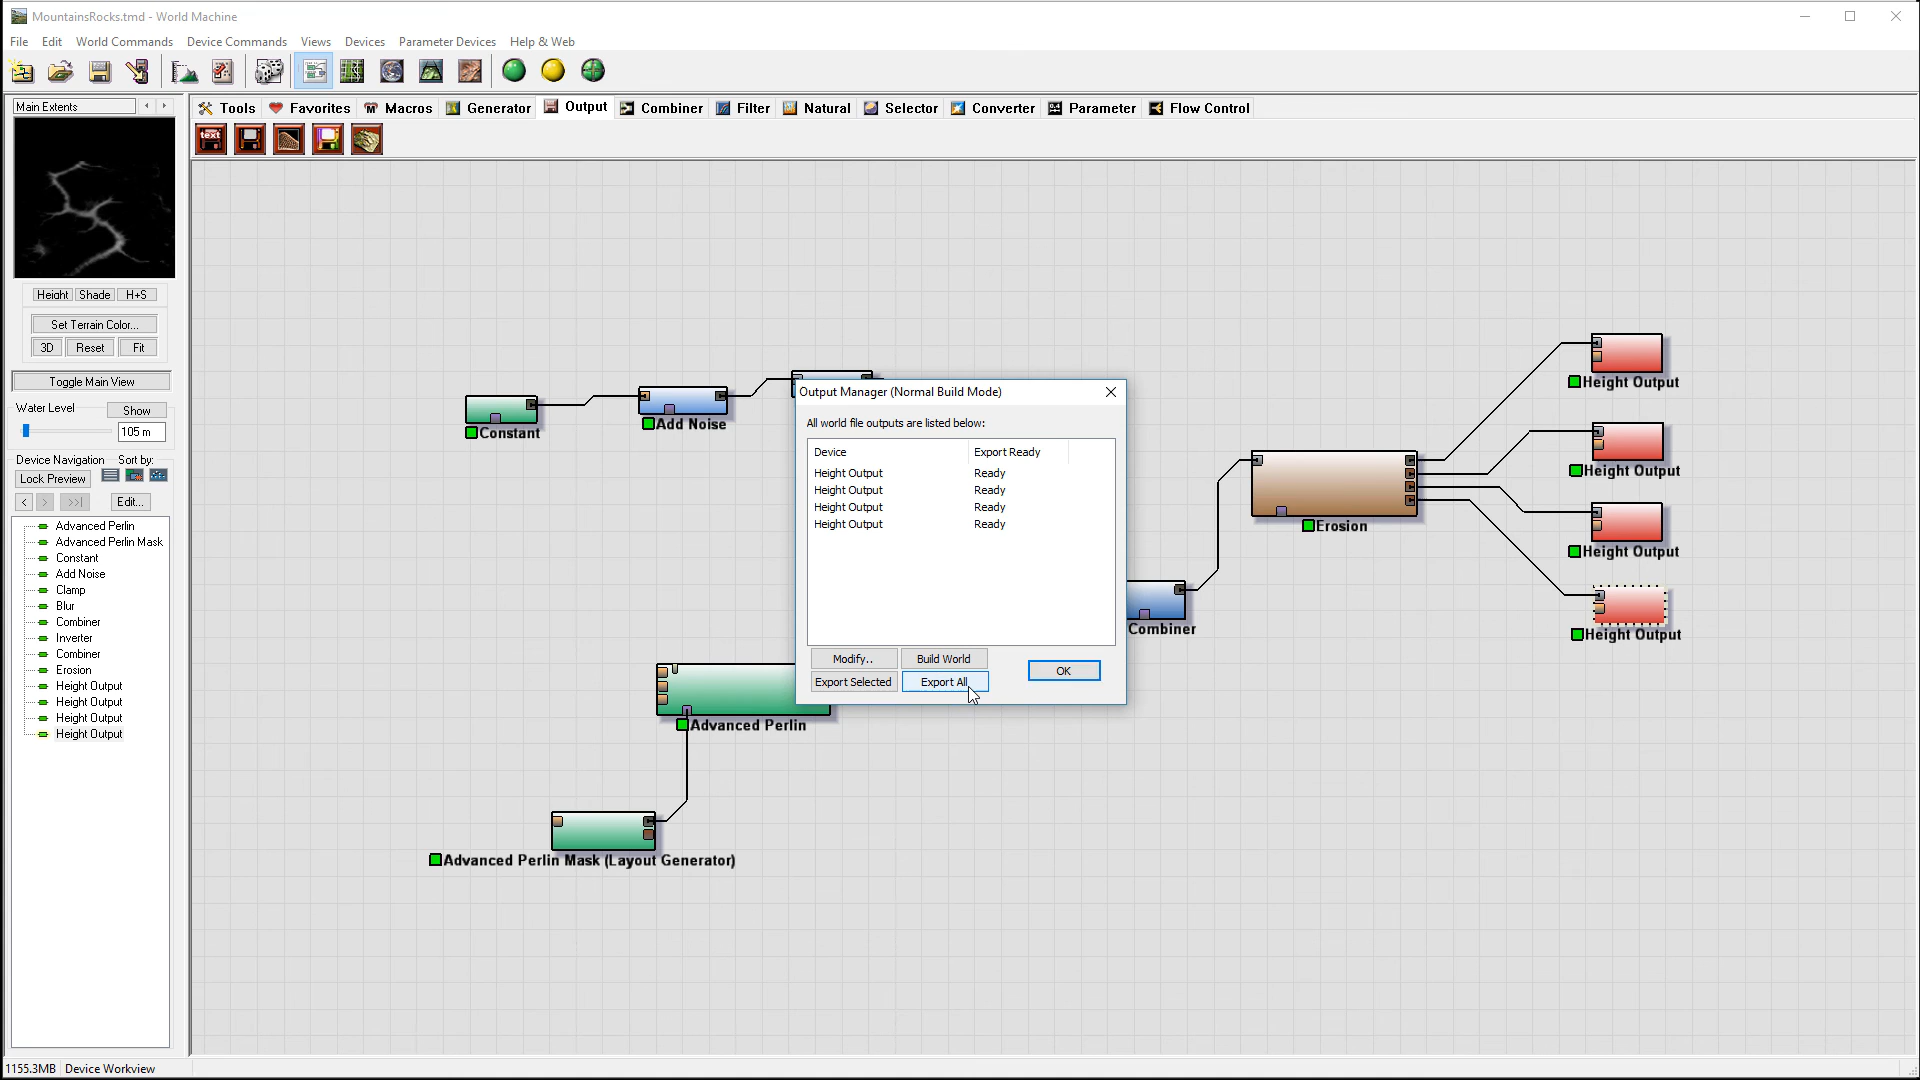 MountainsRocks.tmd - World Machine
File Edit World Commands Device Commands Views Devices Parameter Devices Help & Web
Main Extents
Tools Favorites Macros Generator Output Combiner Filter Natural Selector Converter Parameter Flow Control
text
Height Shade H+S
Set Terrain Color...
3D Reset Fit
Toggle Main View
Water Level Show
105 m
Device Navigation Sort by:
Lock Preview
< > >>| Edit..
Advanced Perlin
Advanced Perlin Mask
Constant
Add Noise
Clamp
Blur
Combiner
Inverter
Combiner
Erosion
Height Output
Height Output
Height Output
Height Output
Constant
Add Noise
Advanced Perlin
Advanced Perlin Mask (Layout Generator)
Combiner
Erosion
Height Output
Height Output
Height Output
Height Output
Output Manager (Normal Build Mode)
All world file outputs are listed below:
Device Export Ready
Height Output Ready
Height Output Ready
Height Output Ready
Height Output Ready
Modify.. Build World
OK
Export Selected Export All
1155.3MB Device Workview